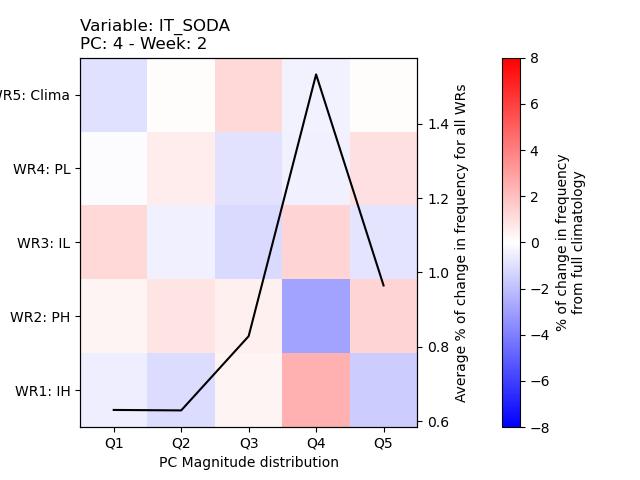 Variable: IT_SODA
PC: 4 - Week: 2
R5: Clima
WR4: PL
WR3: IL
WR2: PH
WR1: IH
Q1 Q2 Q3 Q4 Q5
PC Magnitude distribution
1.4
1.2
1.0
0.8
0.6
Average % of change in frequency for all WRs
8
6
4
2
0
−2
−4
−6
−8
% of change in frequency
from full climatology